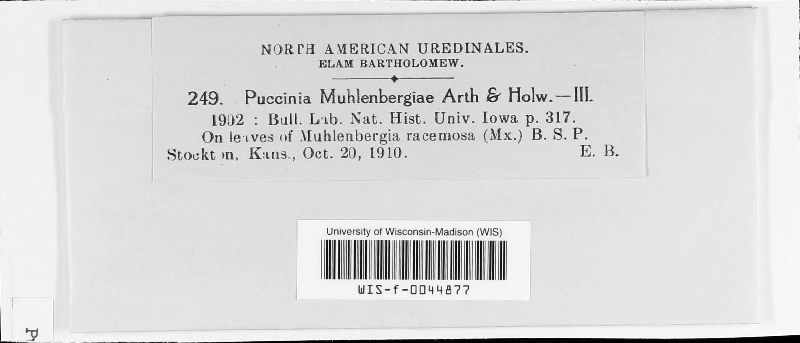 NORTH AMERICAN UREDINALES.
ELAM BARTHOLOMEW.
249. Puccinia Muhlenbergiae Arth & Holw.—III.
1902 : Bull. Lab. Nat. Hist. Univ. Iowa p. 317.
On leaves of Muhlenbergia racemosa (Mx.) B. S. P.
Stockton, Kans., Oct. 20, 1910. E. B.
University of Wisconsin-Madison (WIS)
WIS-f-0044877
P